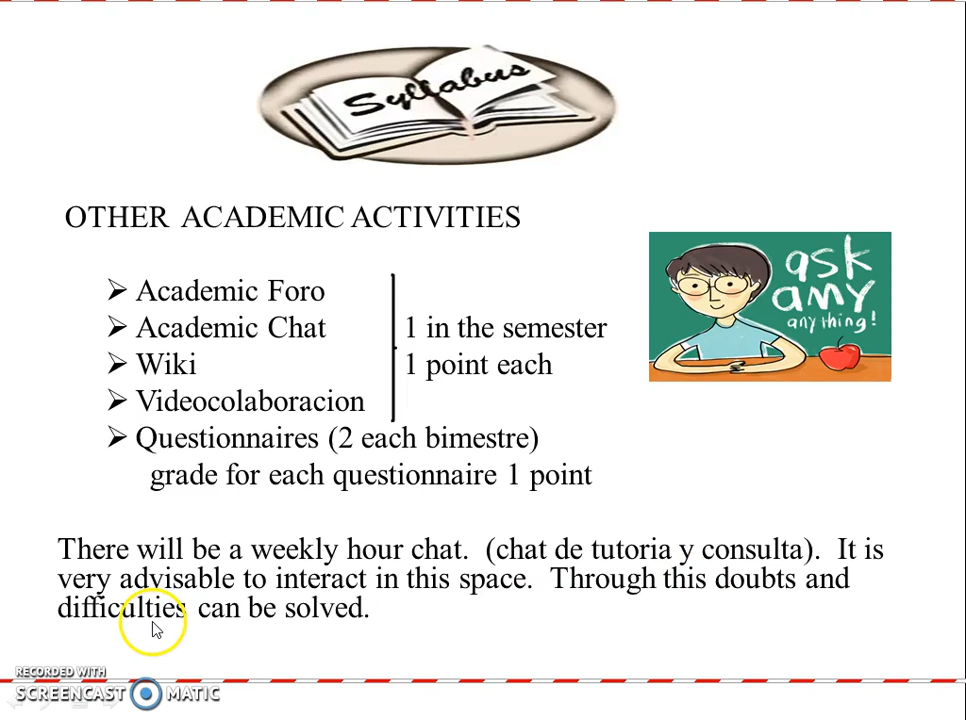 Syllabus
OTHER ACADEMIC ACTIVITIES
ask
amy
any thing!
➢ Academic Foro
➢ Academic Chat
➢ Wiki
➢ Videocolaboracion
1 in the semester
1 point each
➢ Questionnaires (2 each bimestre)
grade for each questionnaire 1 point
There will be a weekly hour chat. (chat de tutoria y consulta). It is
very advisable to interact in this space. Through this doubts and
difficulties can be solved.
RECORDED WITH
SCREENCAST MATIC